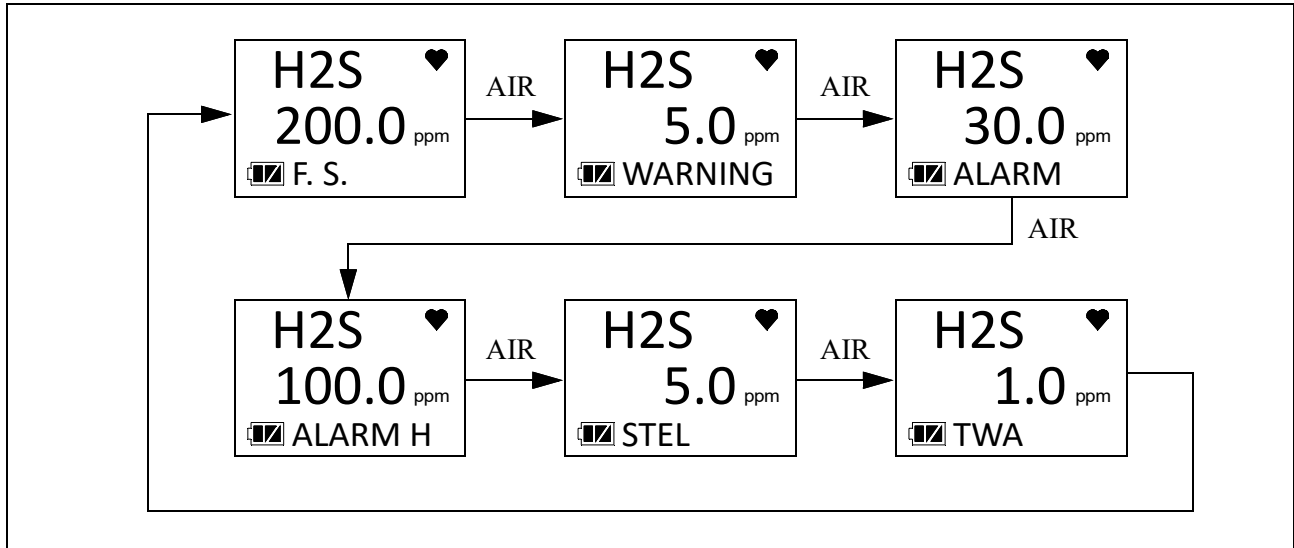 H2S
200.0 ppm
F. S.
AIR
H2S
5.0 ppm
WARNING
AIR
H2S
30.0 ppm
ALARM
AIR
H2S
100.0 ppm
ALARM H
AIR
H2S
5.0 ppm
STEL
AIR
H2S
1.0 ppm
TWA